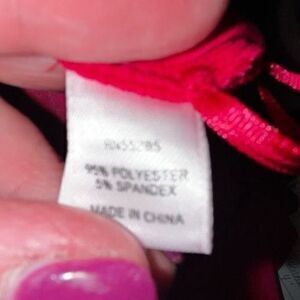 95% POLYESTER
5% SPANDEX
MADE IN CHINA